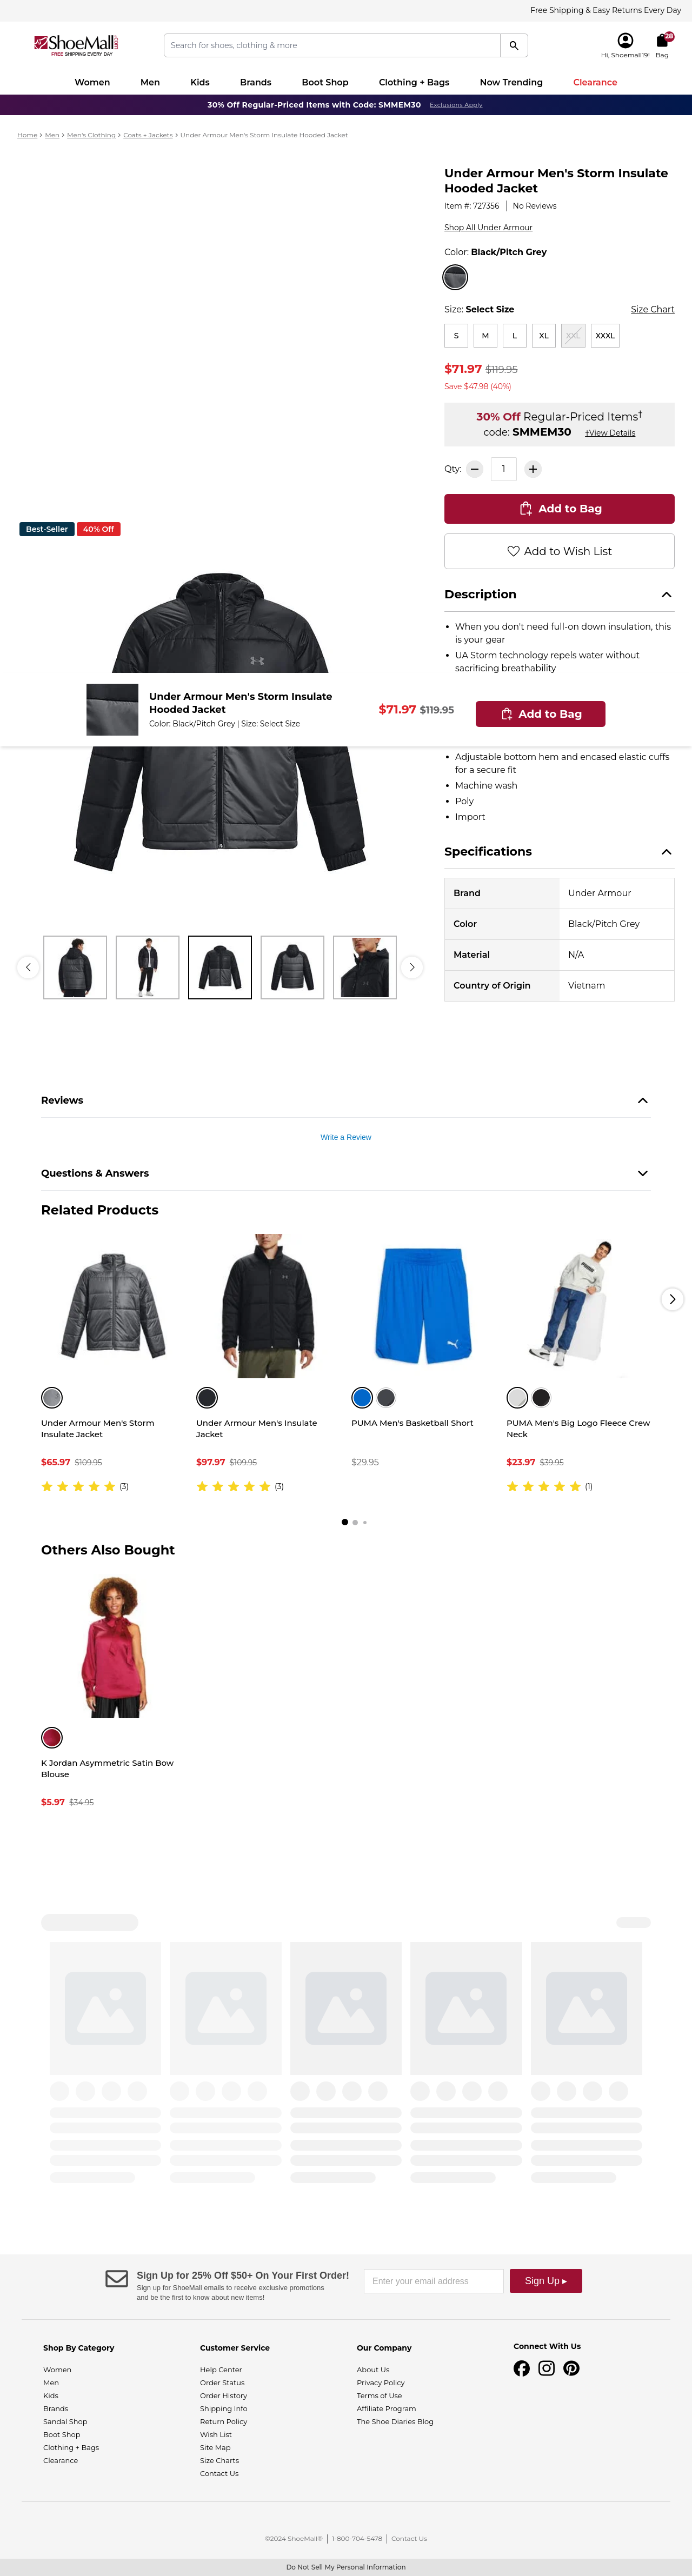 Free Shipping & Easy Returns Every Day
ShoeMall
FREE SHIPPING EVERY DAY
Search for shoes, clothing & more
28
Hi, Shoemall19!
Bag
Women
Men
Kids
Brands
Boot Shop
Clothing + Bags
Now Trending
Clearance
30% Off Regular-Priced Items with Code: SMMEM30 Exclusions Apply
Home > Men > Men's Clothing > Coats + Jackets > Under Armour Men's Storm Insulate Hooded Jacket
Under Armour Men's Storm Insulate
Hooded Jacket
Item #: 727356 | No Reviews
Shop All Under Armour
Color: Black/Pitch Grey
Size: Select Size
Size Chart
S
M
L
XL
XXL
XXXL
$71.97 $119.95
Save $47.98 (40%)
30% Off Regular-Priced Items†
code: SMMEM30 †View Details
Qty:
1
Add to Bag
Best-Seller
40% Off
Add to Wish List
Description
• When you don't need full-on down insulation, this
is your gear
• UA Storm technology repels water without
sacrificing breathability
Under Armour Men's Storm Insulate
Hooded Jacket
Color: Black/Pitch Grey | Size: Select Size
$71.97 $119.95
Add to Bag
• Adjustable bottom hem and encased elastic cuffs
for a secure fit
• Machine wash
• Poly
• Import
Specifications
Brand Under Armour
Color Black/Pitch Grey
Material N/A
Country of Origin Vietnam
Reviews
Write a Review
Questions & Answers
Related Products
Under Armour Men's Storm
Insulate Jacket
$65.97 $109.95
(3)
Under Armour Men's Insulate
Jacket
$97.97 $109.95
(3)
PUMA Men's Basketball Short
$29.95
PUMA Men's Big Logo Fleece Crew
Neck
$23.97 $39.95
(1)
Others Also Bought
K Jordan Asymmetric Satin Bow
Blouse
$5.97 $34.95
Sign Up for 25% Off $50+ On Your First Order!
Sign up for ShoeMall emails to receive exclusive promotions
and be the first to know about new items!
Enter your email address
Sign Up ▸
Shop By Category
Women
Men
Kids
Brands
Sandal Shop
Boot Shop
Clothing + Bags
Clearance
Customer Service
Help Center
Order Status
Order History
Shipping Info
Return Policy
Wish List
Site Map
Size Charts
Contact Us
Our Company
About Us
Privacy Policy
Terms of Use
Affiliate Program
The Shoe Diaries Blog
Connect With Us
©2024 ShoeMall® | 1-800-704-5478 | Contact Us
Do Not Sell My Personal Information